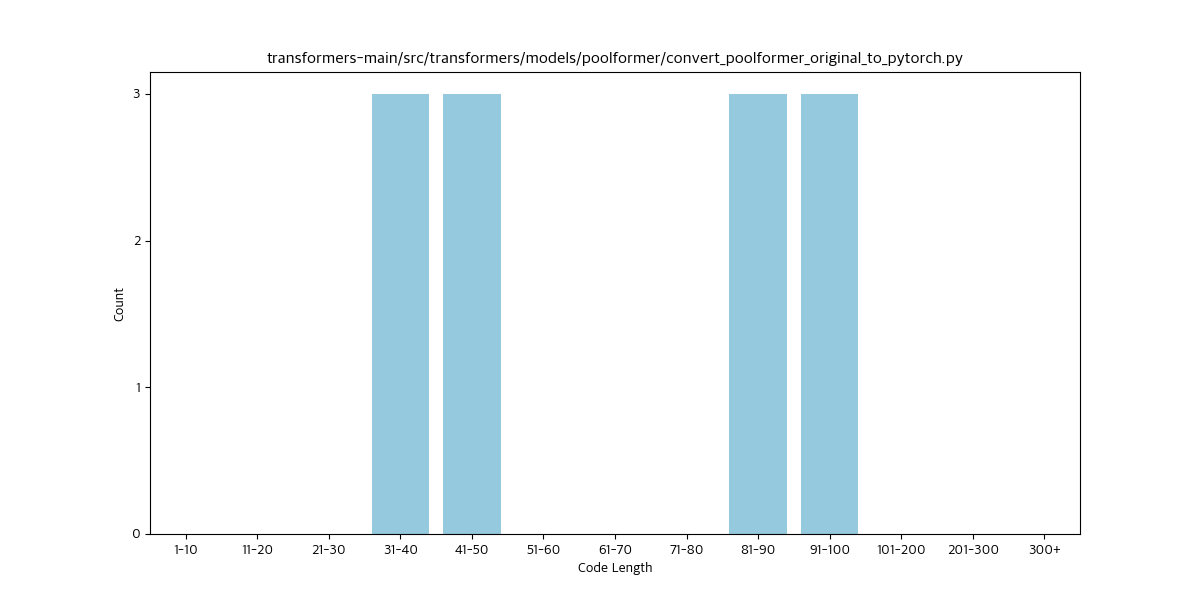 transformers-main/src/transformers/models/poolformer/convert_poolformer_original_to_pytorch.py
3
2
1
0
Count
1-10 11-20 21-30 31-40 41-50 51-60 61-70 71-80 81-90 91-100 101-200 201-300 300+
Code Length